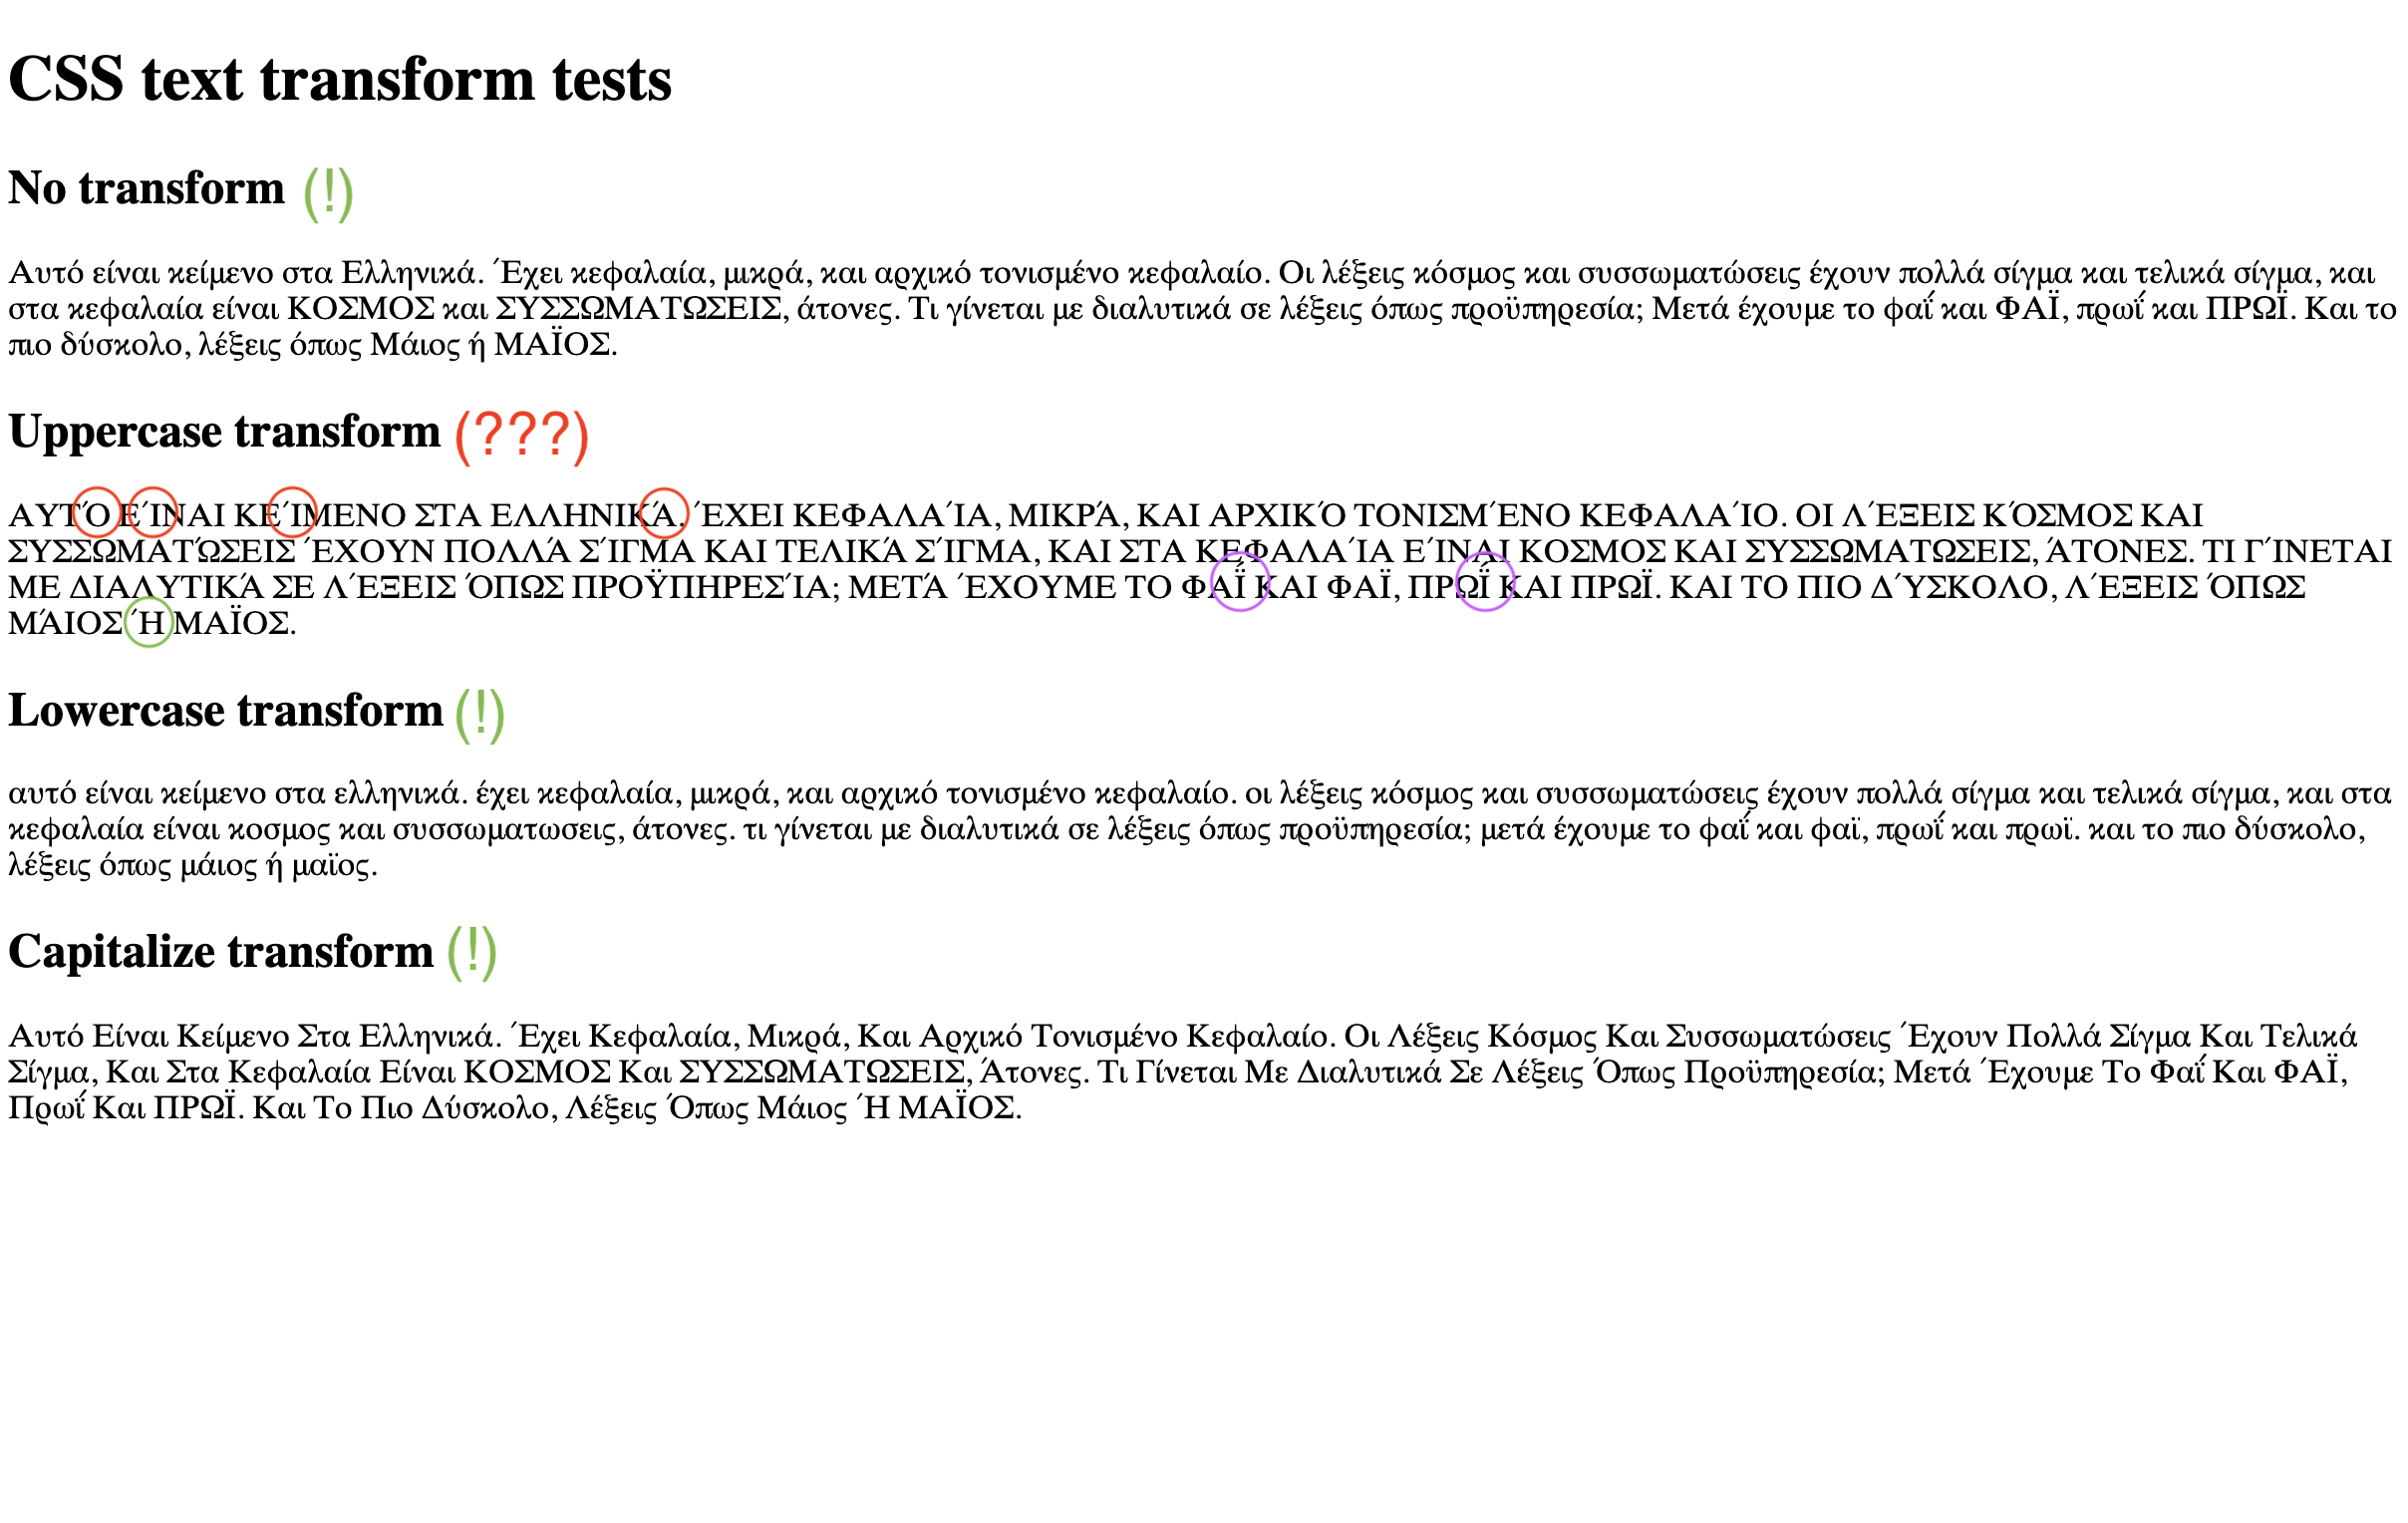 CSS text transform tests
No transform (!)
Αυτό είναι κείμενο στα Ελληνικά. Έχει κεφαλαία, μικρά, και αρχικό τονισμένο κεφαλαίο. Οι λέξεις κόσμος και συσσωματώσεις έχουν πολλά σίγμα και τελικά σίγμα, και
στα κεφαλαία είναι ΚΟΣΜΟΣ και ΣΥΣΣΩΜΑΤΩΣΕΙΣ, άτονες. Τι γίνεται με διαλυτικά σε λέξεις όπως προϋπηρεσία; Μετά έχουμε το φαΐ και ΦΑΪ, πρωΐ και ΠΡΩΪ. Και το
πιο δύσκολο, λέξεις όπως Μάιος ή ΜΑΪΟΣ.
Uppercase transform (???)
ΑΥΤΌ ΕΊΝΑΙ ΚΕΊΜΕΝΟ ΣΤΑ ΕΛΛΗΝΙΚΆ. ΈΧΕΙ ΚΕΦΑΛΑΊΑ, ΜΙΚΡΆ, ΚΑΙ ΑΡΧΙΚΌ ΤΟΝΙΣΜΈΝΟ ΚΕΦΑΛΑΊΟ. ΟΙ ΛΈΞΕΙΣ ΚΌΣΜΟΣ ΚΑΙ
ΣΥΣΣΩΜΑΤΏΣΕΙΣ ΈΧΟΥΝ ΠΟΛΛΆ ΣΊΓΜΑ ΚΑΙ ΤΕΛΙΚΆ ΣΊΓΜΑ, ΚΑΙ ΣΤΑ ΚΕΦΑΛΑΊΑ ΕΊΝΑΙ ΚΟΣΜΟΣ ΚΑΙ ΣΥΣΣΩΜΑΤΩΣΕΙΣ, ΆΤΟΝΕΣ. ΤΙ ΓΊΝΕΤΑΙ
ΜΕ ΔΙΑΛΥΤΙΚΆ ΣΕ ΛΈΞΕΙΣ ΌΠΩΣ ΠΡΟΫΠΗΡΕΣΊΑ; ΜΕΤΆ ΈΧΟΥΜΕ ΤΟ ΦΑΪ́ ΚΑΙ ΦΑΪ, ΠΡΩΪ́ ΚΑΙ ΠΡΩΪ. ΚΑΙ ΤΟ ΠΙΟ ΔΎΣΚΟΛΟ, ΛΈΞΕΙΣ ΌΠΩΣ
ΜΆΙΟΣ Ή ΜΑΪΟΣ.
Lowercase transform (!)
αυτό είναι κείμενο στα ελληνικά. έχει κεφαλαία, μικρά, και αρχικό τονισμένο κεφαλαίο. οι λέξεις κόσμος και συσσωματώσεις έχουν πολλά σίγμα και τελικά σίγμα, και στα
κεφαλαία είναι κοσμος και συσσωματωσεις, άτονες. τι γίνεται με διαλυτικά σε λέξεις όπως προϋπηρεσία; μετά έχουμε το φαΐ και φαϊ, πρωΐ και πρωϊ. και το πιο δύσκολο,
λέξεις όπως μάιος ή μαϊος.
Capitalize transform (!)
Αυτό Είναι Κείμενο Στα Ελληνικά. Έχει Κεφαλαία, Μικρά, Και Αρχικό Τονισμένο Κεφαλαίο. Οι Λέξεις Κόσμος Και Συσσωματώσεις Έχουν Πολλά Σίγμα Και Τελικά
Σίγμα, Και Στα Κεφαλαία Είναι ΚΟΣΜΟΣ Και ΣΥΣΣΩΜΑΤΩΣΕΙΣ, Άτονες. Τι Γίνεται Με Διαλυτικά Σε Λέξεις Όπως Προϋπηρεσία; Μετά Έχουμε Το Φαΐ Και ΦΑΪ,
Πρωΐ Και ΠΡΩΪ. Και Το Πιο Δύσκολο, Λέξεις Όπως Μάιος Ή ΜΑΪΟΣ.